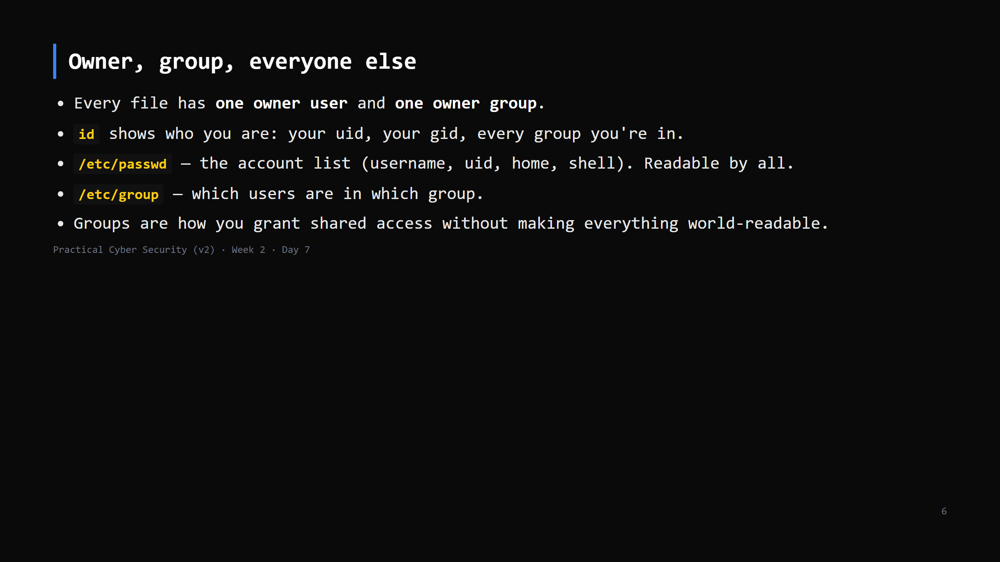 Owner, group, everyone else
• Every file has one owner user and one owner group.
• id shows who you are: your uid, your gid, every group you're in.
• /etc/passwd — the account list (username, uid, home, shell). Readable by all.
• /etc/group — which users are in which group.
• Groups are how you grant shared access without making everything world-readable.
Practical Cyber Security (v2) · Week 2 · Day 7
6